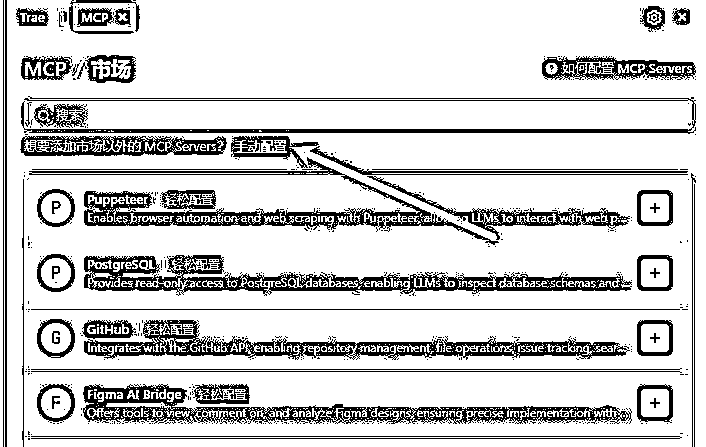 Trae
MCP
MCP // 市场
如何配置 MCP Servers
搜索
想要添加市场以外的 MCP Servers? 手动配置
P Puppeteer 轻松配置
Enables browser automation and web scraping with Puppeteer, allowing LLMs to interact with web p...
P PostgreSQL 轻松配置
Provides read-only access to PostgreSQL databases, enabling LLMs to inspect database schemas and ...
G GitHub 轻松配置
Integrates with the GitHub API, enabling repository management, file operations, issue tracking, sear...
F Figma AI Bridge 轻松配置
Offers tools to view, comment on, and analyze Figma designs, ensuring precise implementation with ...